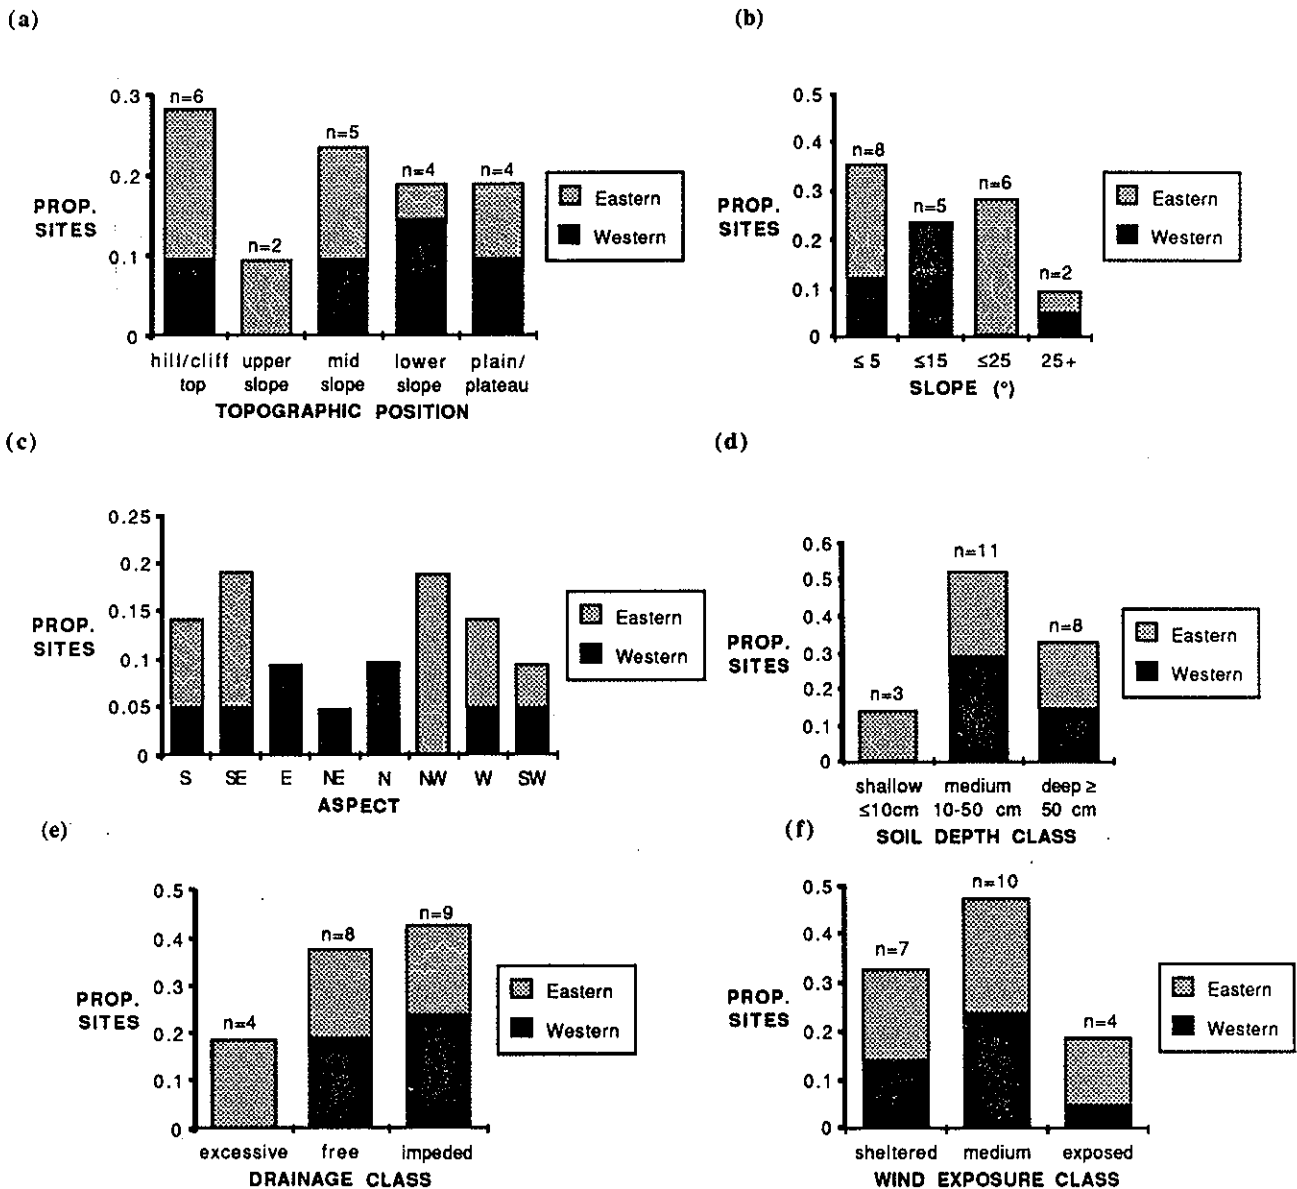 (a)
0.3
0.2
0.1
0
PROP.
SITES
n=6
n=2
n=5
n=4
n=4
Eastern
Western
hill/cliff upper mid lower plain/
top slope slope slope plateau
TOPOGRAPHIC POSITION
(b)
0.5
0.4
0.3
0.2
0.1
0
PROP.
SITES
n=8
n=5
n=6
n=2
Eastern
Western
≤ 5 ≤15 ≤25 25+
SLOPE (°)
(c)
0.25
0.2
0.15
0.1
0.05
0
PROP.
SITES
Eastern
Western
S SE E NE N NW W SW
ASPECT
(d)
0.6
0.5
0.4
0.3
0.2
0.1
0
PROP.
SITES
n=3
n=11
n=8
Eastern
Western
shallow medium deep ≥
≤10cm 10-50 cm 50 cm
SOIL DEPTH CLASS
(e)
0.5
0.4
0.3
0.2
0.1
0
PROP.
SITES
n=4
n=8
n=9
Eastern
Western
excessive free impeded
DRAINAGE CLASS
(f)
0.5
0.4
0.3
0.2
0.1
0
PROP.
SITES
n=7
n=10
n=4
Eastern
Western
sheltered medium exposed
WIND EXPOSURE CLASS